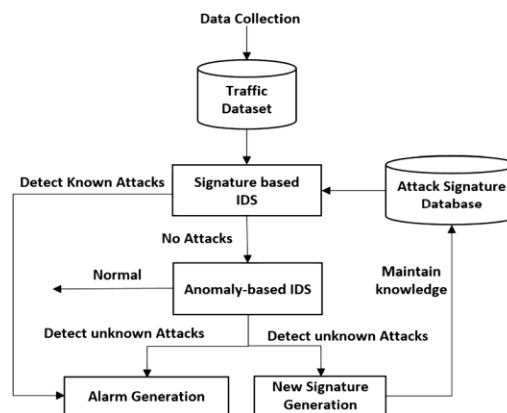 Data Collection
Traffic
Dataset
Detect Known Attacks
Signature based
IDS
Attack Signature
Database
No Attacks
Normal
Anomaly-based IDS
Maintain
knowledge
Detect unknown Attacks
Detect unknown Attacks
Alarm Generation
New Signature
Generation